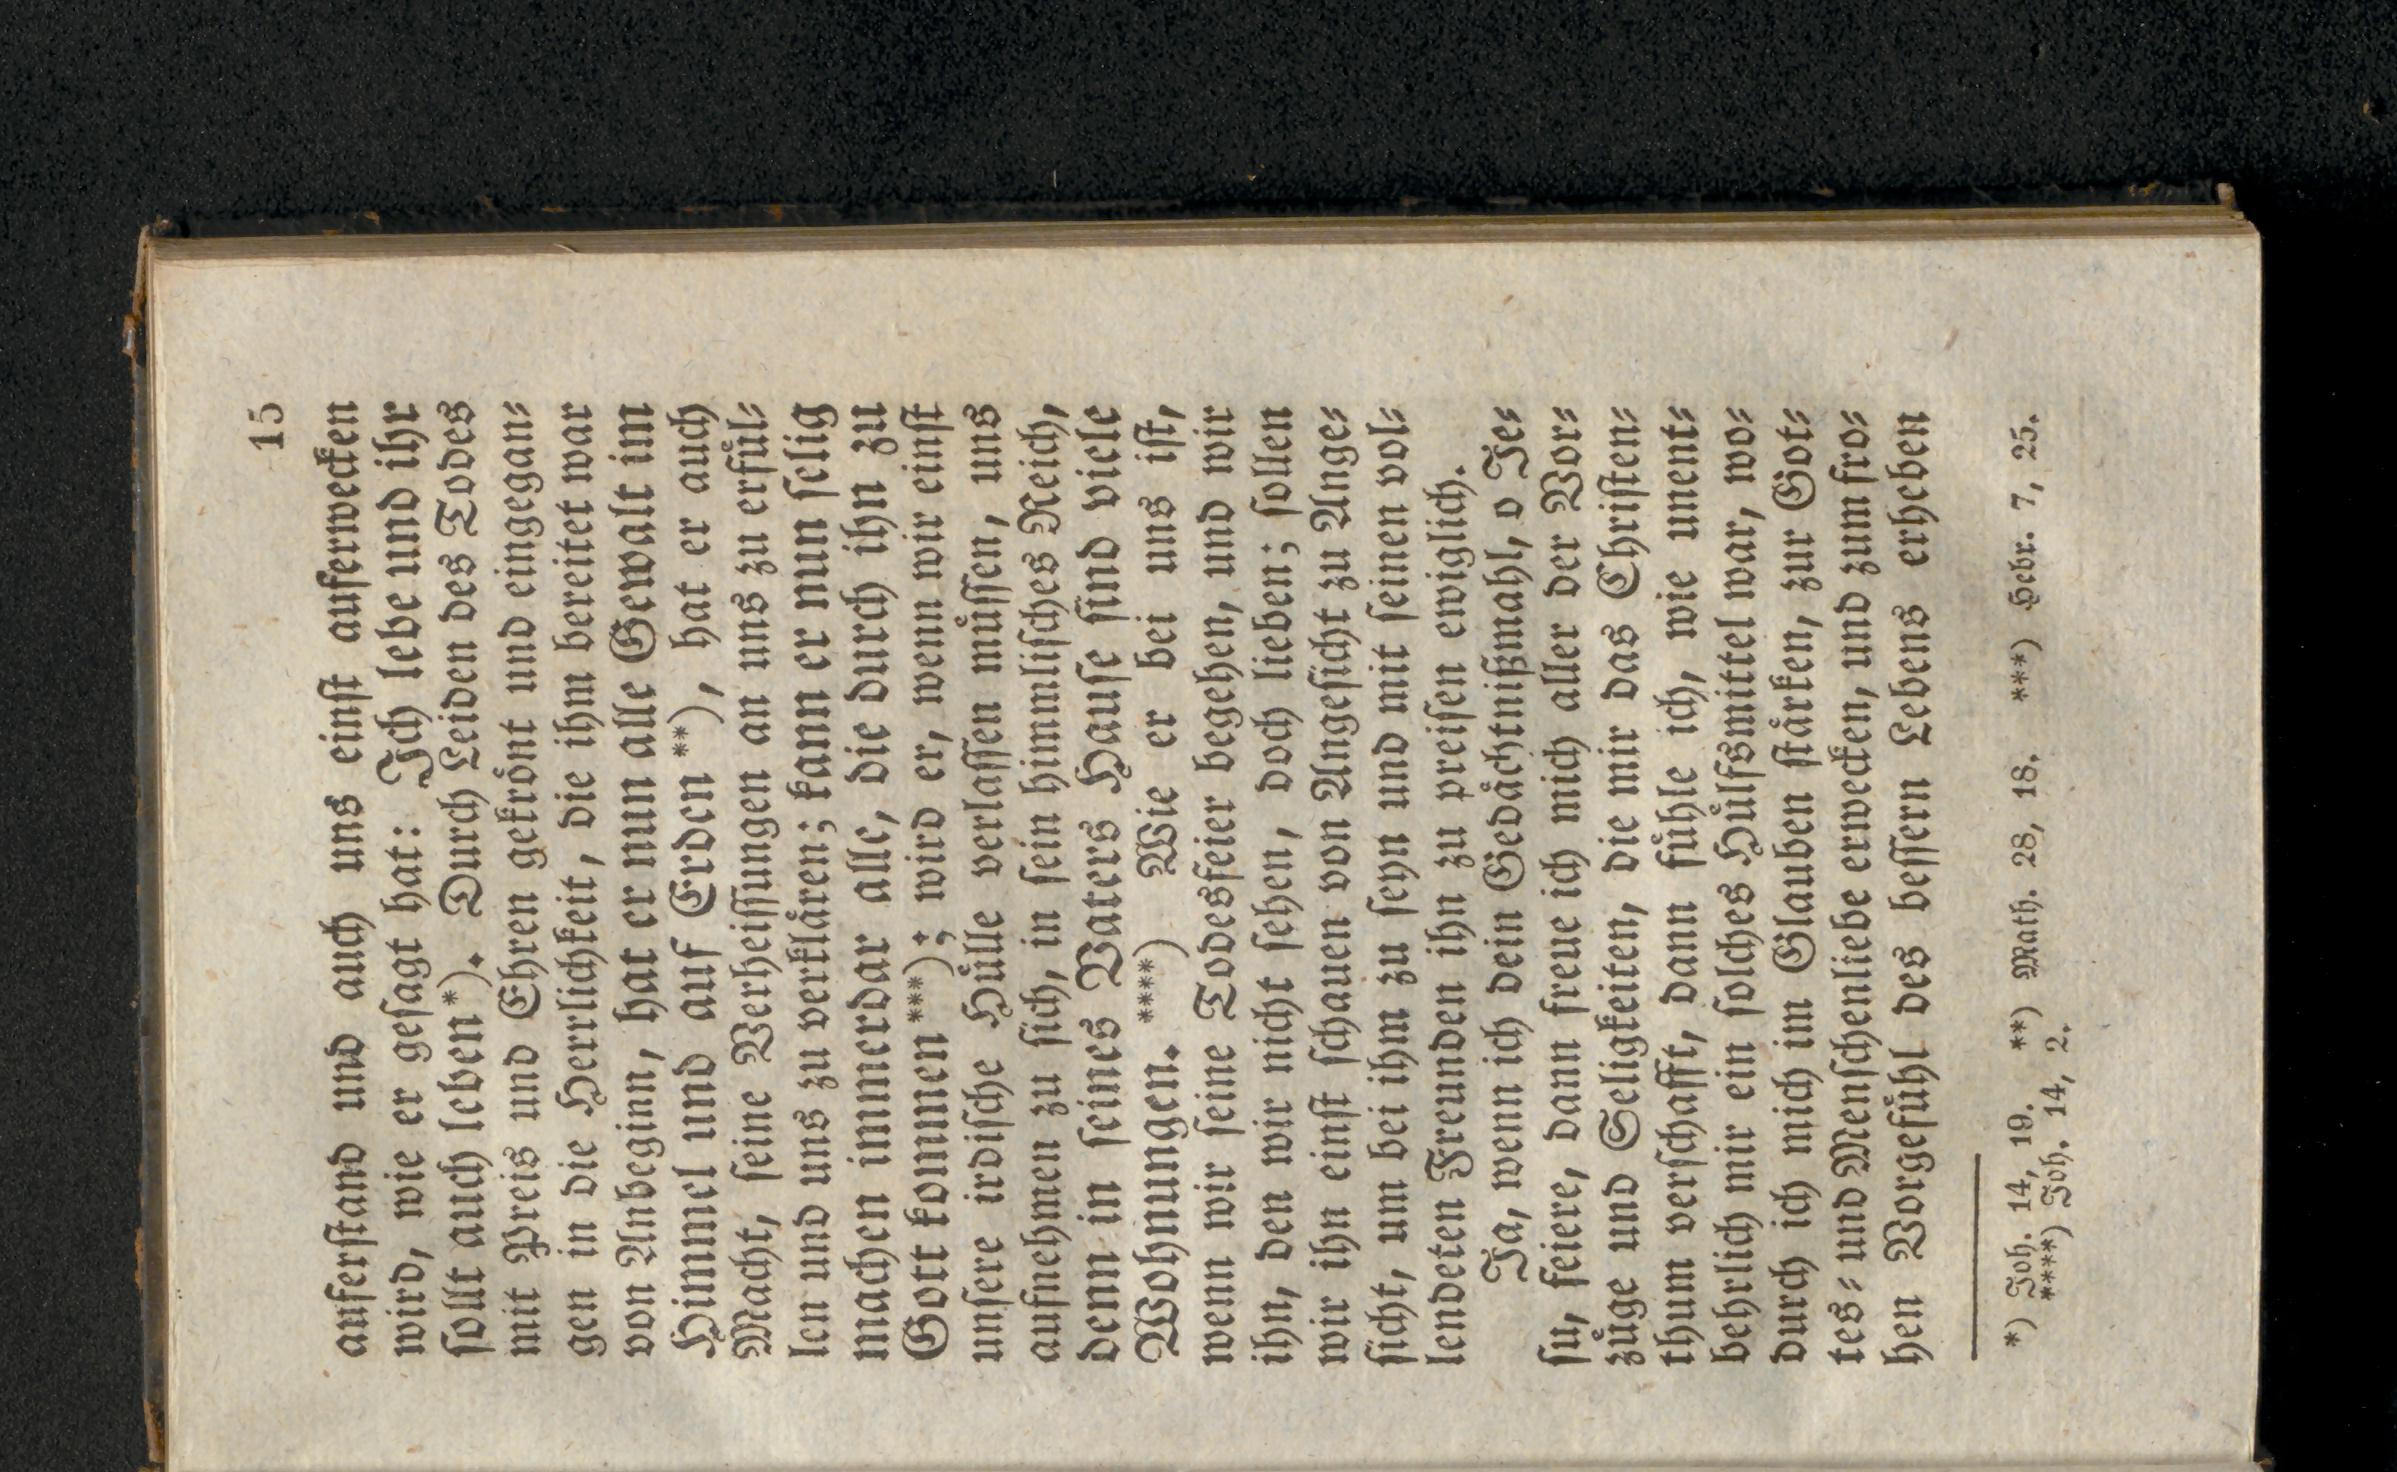 15
auferstand und auch uns einst auferwecken
wird, wie er gesagt hat: Ich lebe und ihr
sollt auch leben*). Durch Leiden des Todes
mit Preis und Ehren gekrönt und eingegan-
gen in die Herrlichkeit, die ihm bereitet war
von Anbeginn, hat er nun alle Gewalt im
Himmel und auf Erden **), hat er auch
Macht, seine Verheissungen an uns zu erfül-
len und uns zu verklären; kann er nun selig
machen immerdar alle, die durch ihn zu
Gott kommen ***); wird er, wenn wir einst
unsere irdische Hülle verlassen müssen, uns
aufnehmen zu sich, in sein himmlisches Reich,
denn in seines Vaters Hause sind viele
Wohnungen. ****) Wie er bei uns ist,
wenn wir seine Todesfeier begehen, und wir
ihn, den wir nicht sehen, doch lieben; sollen
wir ihn einst schauen von Angesicht zu Ange-
sicht, um bei ihm zu seyn und mit seinen vol-
lendeten Freunden ihn zu preisen ewiglich.
Ja, wenn ich dein Gedächtnißmahl, o Je-
su, feiere, dann freue ich mich aller der Vor-
züge und Seligkeiten, die mir das Christen-
thum verschafft, dann fühle ich, wie unent-
behrlich mir ein solches Hülfsmittel war, wo-
durch ich mich im Glauben stärken, zur Got-
tes- und Menschenliebe erwecken, und zum fro-
hen Vorgefühl des bessern Lebens erheben
*) Joh. 14, 19. **) Math. 28, 18. ***) Hebr. 7, 25.
****) Joh. 14, 2.